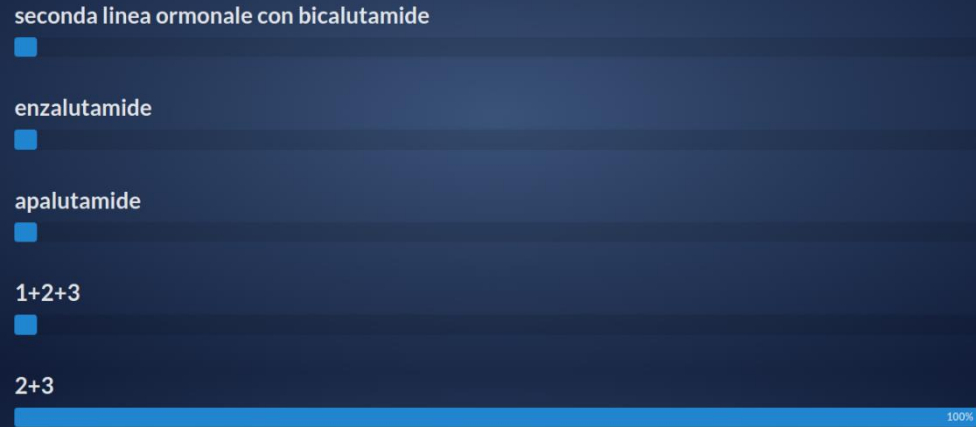 seconda linea ormonale con bicalutamide
enzalutamide
apalutamide
1+2+3
2+3
100%